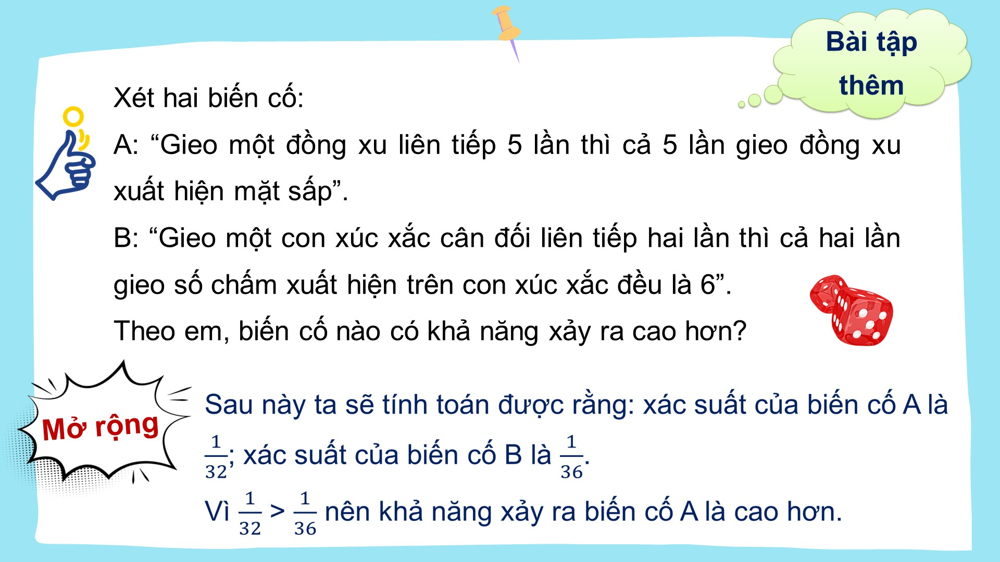 Bài tập
thêm
Xét hai biến cố:
A: “Gieo một đồng xu liên tiếp 5 lần thì cả 5 lần gieo đồng xu
xuất hiện mặt sấp”.
B: “Gieo một con xúc xắc cân đối liên tiếp hai lần thì cả hai lần
gieo số chấm xuất hiện trên con xúc xắc đều là 6”.
Theo em, biến cố nào có khả năng xảy ra cao hơn?
Mở rộng
Sau này ta sẽ tính toán được rằng: xác suất của biến cố A là
1/32; xác suất của biến cố B là 1/36.
Vì 1/32 > 1/36 nên khả năng xảy ra biến cố A là cao hơn.